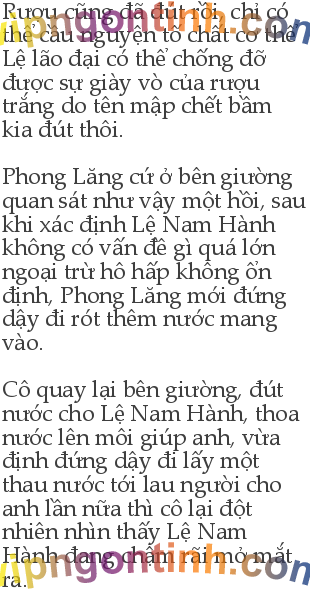 Rượu cũng đã đút rồi, chỉ có
thể cầu nguyện tố chất cơ thể
Lệ lão đại có thể chống đỡ
được sự giày vò của rượu
trắng do tên mập chết bầm
kia đút thôi.
Phong Lăng cứ ở bên giường
quan sát như vậy một hồi, sau
khi xác định Lệ Nam Hành
không có vấn đề gì quá lớn
ngoại trừ hô hấp không ổn
định, Phong Lăng mới đứng
dậy đi rót thêm nước mang
vào.
Cô quay lại bên giường, đút
nước cho Lệ Nam Hành, thoa
nước lên môi giúp anh, vừa
định đứng dậy đi lấy một
thau nước tới lau người cho
anh lần nữa thì cô lại đột
nhiên nhìn thấy Lệ Nam
Hành đang chậm rãi mở mắt
ra.
vipngontinh.com
vipngontinh.com